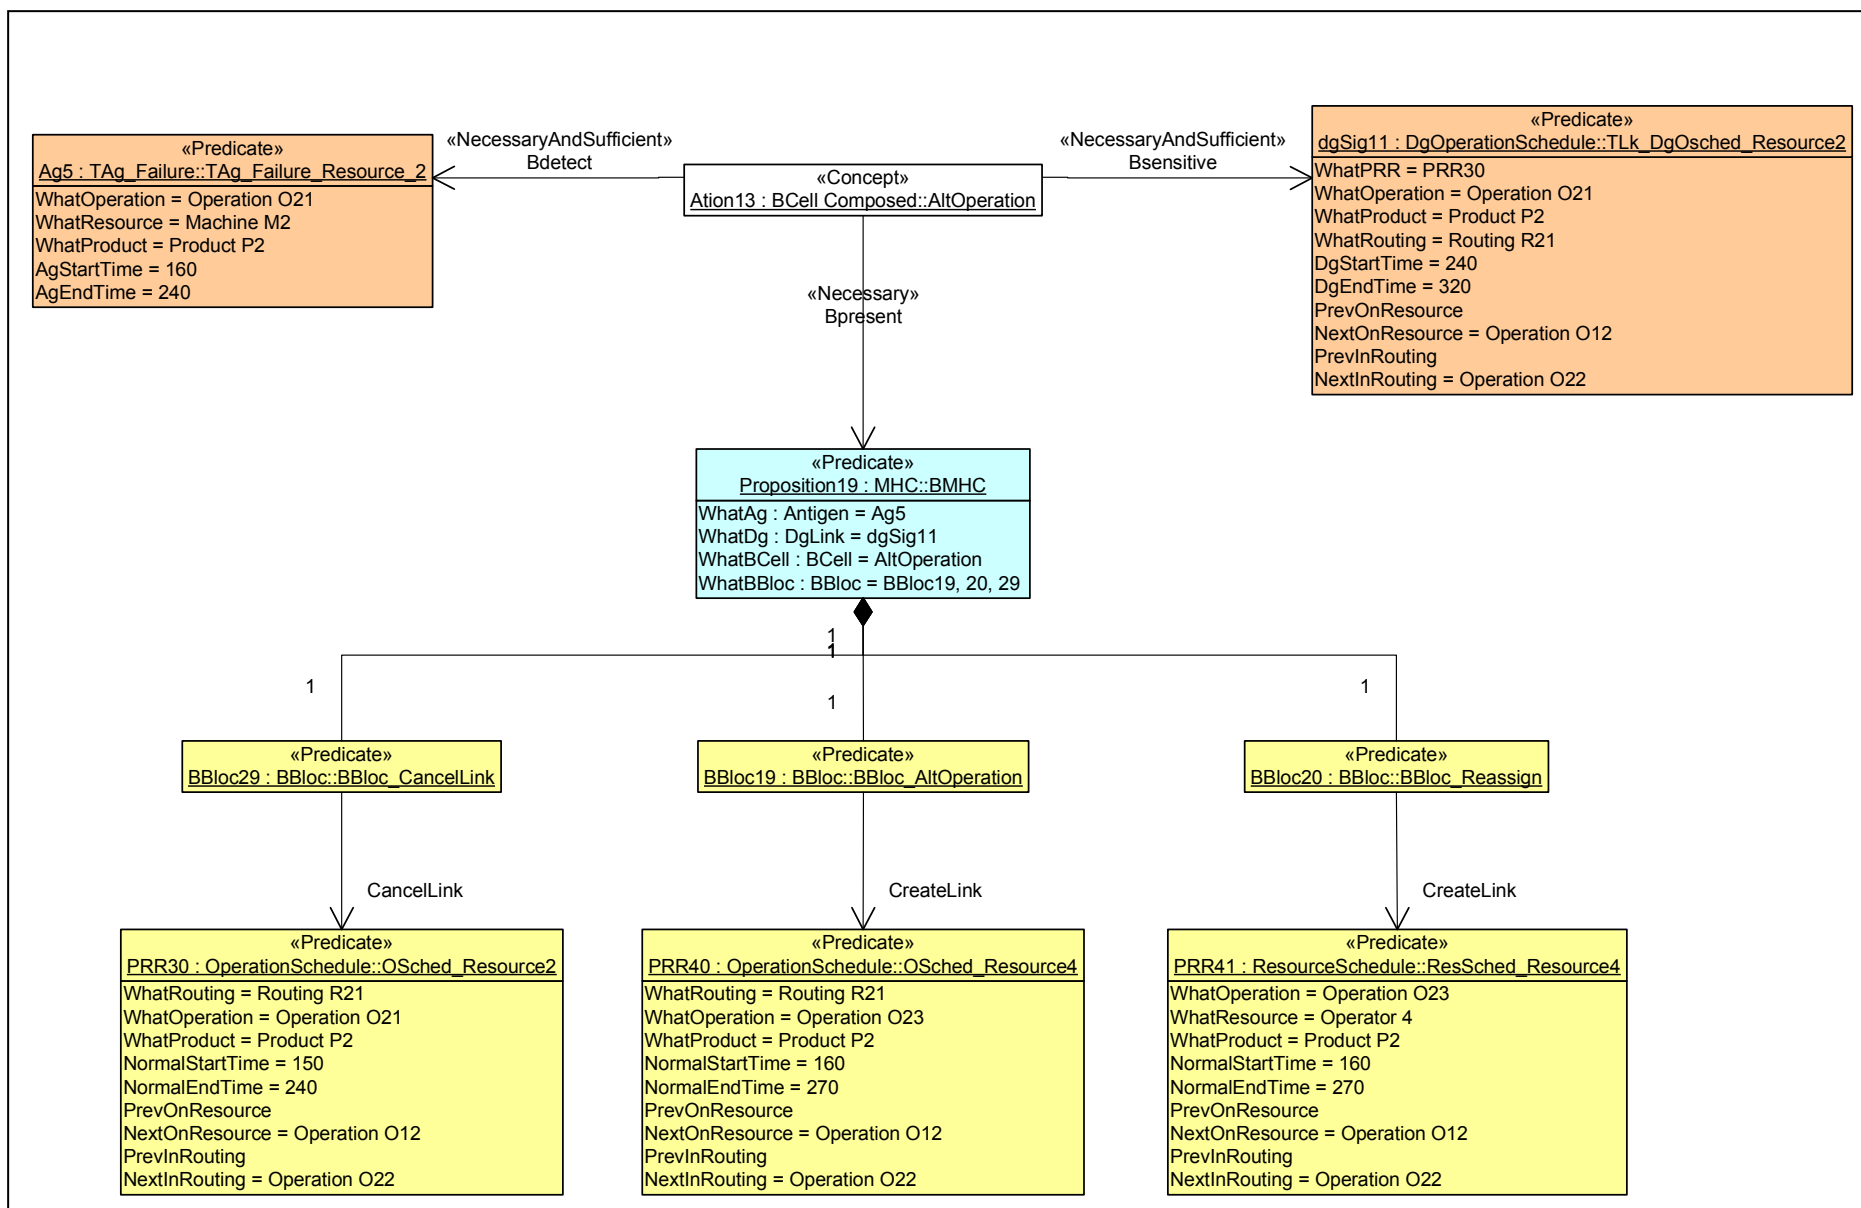 «Predicate»
Ag5 : TAg_Failure::TAg_Failure_Resource_2
WhatOperation = Operation O21
WhatResource = Machine M2
WhatProduct = Product P2
AgStartTime = 160
AgEndTime = 240
«NecessaryAndSufficient»
Bdetect
«Concept»
Ation13 : BCell Composed::AltOperation
«NecessaryAndSufficient»
Bsensitive
«Predicate»
dgSig11 : DgOperationSchedule::TLk_DgOsched_Resource2
WhatPRR = PRR30
WhatOperation = Operation O21
WhatProduct = Product P2
WhatRouting = Routing R21
DgStartTime = 240
DgEndTime = 320
PrevOnResource
NextOnResource = Operation O12
PrevInRouting
NextInRouting = Operation O22
«Necessary»
Bpresent
«Predicate»
Proposition19 : MHC::BMHC
WhatAg : Antigen = Ag5
WhatDg : DgLink = dgSig11
WhatBCell : BCell = AltOperation
WhatBBloc : BBloc = BBloc19, 20, 29
1
1
1
1
1
«Predicate»
BBloc29 : BBloc::BBloc_CancelLink
«Predicate»
BBloc19 : BBloc::BBloc_AltOperation
«Predicate»
BBloc20 : BBloc::BBloc_Reassign
CancelLink
CreateLink
CreateLink
«Predicate»
PRR30 : OperationSchedule::OSched_Resource2
WhatRouting = Routing R21
WhatOperation = Operation O21
WhatProduct = Product P2
NormalStartTime = 150
NormalEndTime = 240
PrevOnResource
NextOnResource = Operation O12
PrevInRouting
NextInRouting = Operation O22
«Predicate»
PRR40 : OperationSchedule::OSched_Resource4
WhatRouting = Routing R21
WhatOperation = Operation O23
WhatProduct = Product P2
NormalStartTime = 160
NormalEndTime = 270
PrevOnResource
NextOnResource = Operation O12
PrevInRouting
NextInRouting = Operation O22
«Predicate»
PRR41 : ResourceSchedule::ResSched_Resource4
WhatOperation = Operation O23
WhatResource = Operator 4
WhatProduct = Product P2
NormalStartTime = 160
NormalEndTime = 270
PrevOnResource
NextOnResource = Operation O12
PrevInRouting
NextInRouting = Operation O22